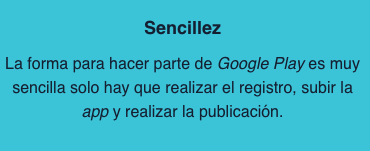 Sencillez
La forma para hacer parte de Google Play es muy
sencilla solo hay que realizar el registro, subir la
app y realizar la publicación.